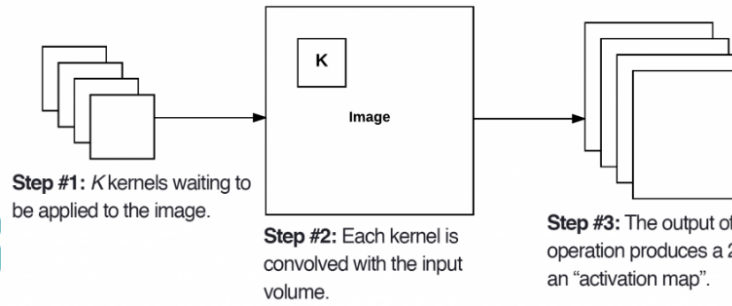 K
Image
Step #1: K kernels waiting to
be applied to the image.
Step #2: Each kernel is
convolved with the input
volume.
Step #3: The output of
operation produces a 2
an “activation map”.